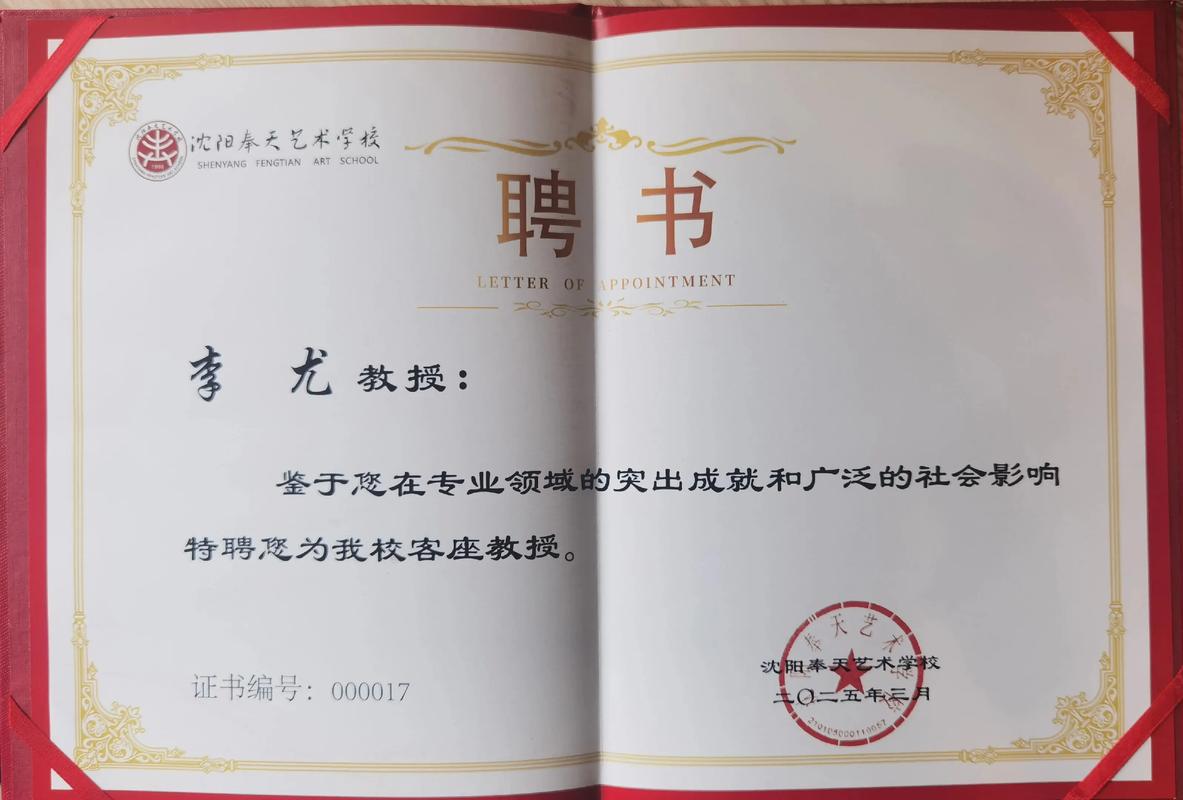 沈阳奉天艺术学校
SHENYANG FENGTIAN ART SCHOOL
聘书
LETTER OF APPOINTMENT
李尤教授：
鉴于您在专业领域的突出成就和广泛的社会影响
特聘您为我校客座教授。
证书编号：000017
沈阳奉天艺术学校
二〇二五年三月